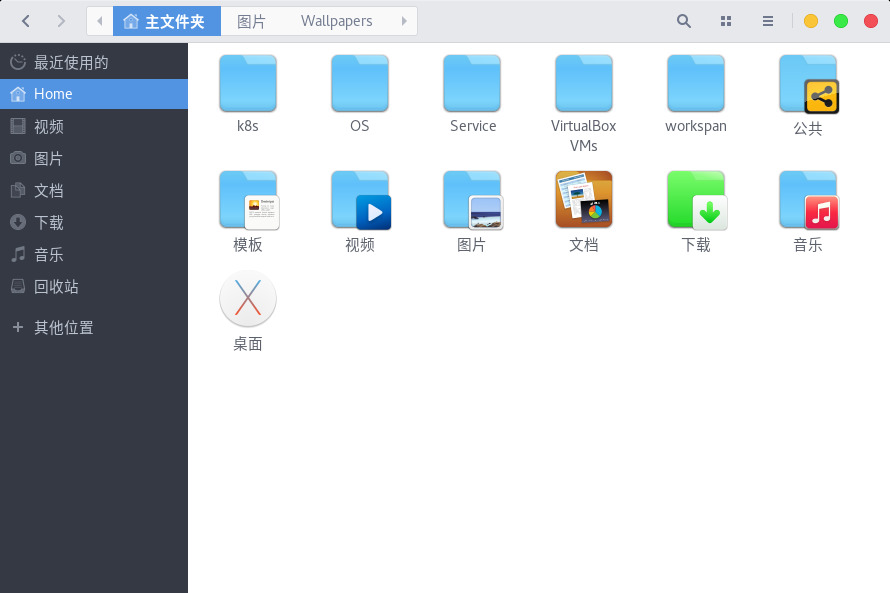 主文件夹 图片 Wallpapers
最近使用的
Home
视频
图片
文档
下载
音乐
回收站
其他位置
k8s OS Service VirtualBox workspan 公共
VMs
模板 视频 图片 文档 下载 音乐
桌面